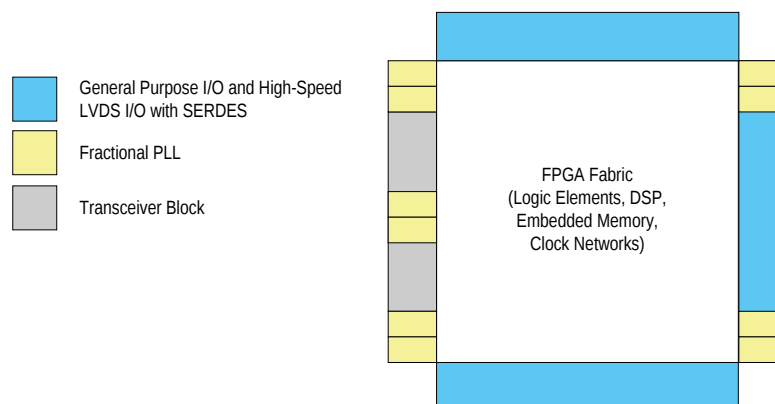 General Purpose I/O and High-Speed
LVDS I/O with SERDES
Fractional PLL
Transceiver Block
FPGA Fabric
(Logic Elements, DSP,
Embedded Memory,
Clock Networks)